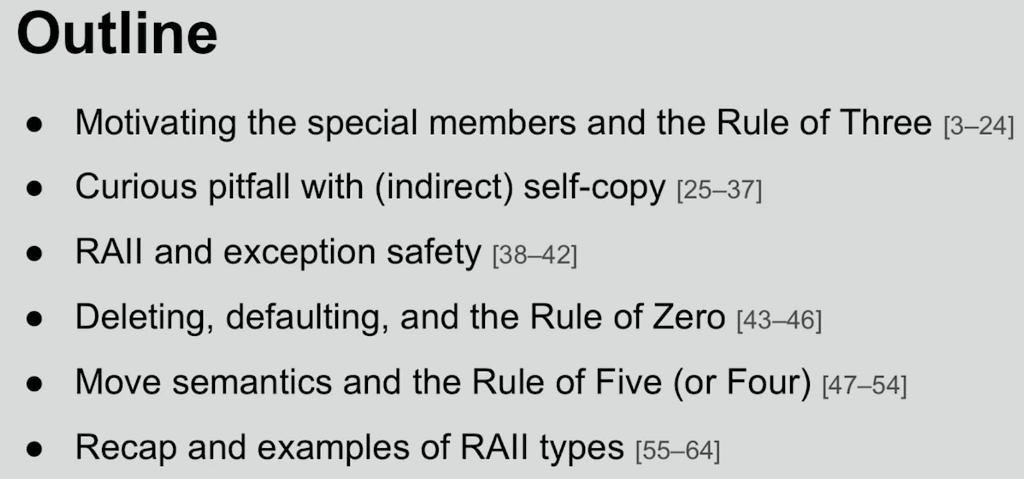 Outline
● Motivating the special members and the Rule of Three [3–24]
● Curious pitfall with (indirect) self-copy [25–37]
● RAII and exception safety [38–42]
● Deleting, defaulting, and the Rule of Zero [43–46]
● Move semantics and the Rule of Five (or Four) [47–54]
● Recap and examples of RAII types [55–64]